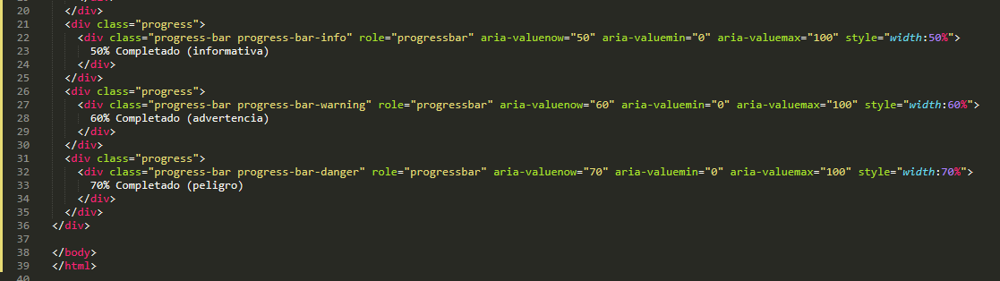 19 </div>
20 </div>
21 <div class="progress">
22 <div class="progress-bar progress-bar-info" role="progressbar" aria-valuenow="50" aria-valuemin="0" aria-valuemax="100" style="width:50%">
23 50% Completado (informativa)
24 </div>
25 </div>
26 <div class="progress">
27 <div class="progress-bar progress-bar-warning" role="progressbar" aria-valuenow="60" aria-valuemin="0" aria-valuemax="100" style="width:60%">
28 60% Completado (advertencia)
29 </div>
30 </div>
31 <div class="progress">
32 <div class="progress-bar progress-bar-danger" role="progressbar" aria-valuenow="70" aria-valuemin="0" aria-valuemax="100" style="width:70%">
33 70% Completado (peligro)
34 </div>
35 </div>
36 </div>
37
38 </body>
39 </html>
40